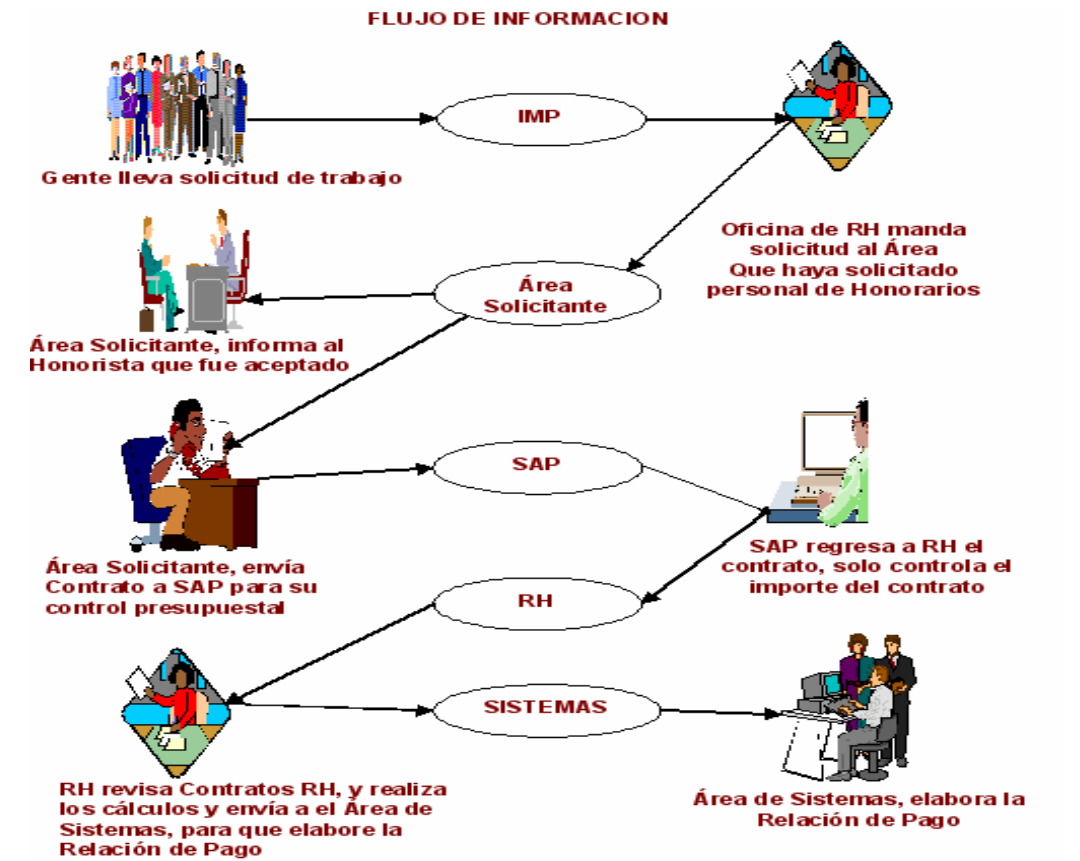 FLUJO DE INFORMACION
IMP
Gente lleva solicitud de trabajo
Oficina de RH manda
solicitud al Área
Que haya solicitado
personal de Honorarios
Área
Solicitante
Área Solicitante, informa al
Honorista que fue aceptado
SAP
Área Solicitante, envía
Contrato a SAP para su
control presupuestal
SAP regresa a RH el
contrato, solo controla el
importe del contrato
RH
SISTEMAS
RH revisa Contratos RH, y realiza
los cálculos y envía a el Área de
Sistemas, para que elabore la
Relación de Pago
Área de Sistemas, elabora la
Relación de Pago